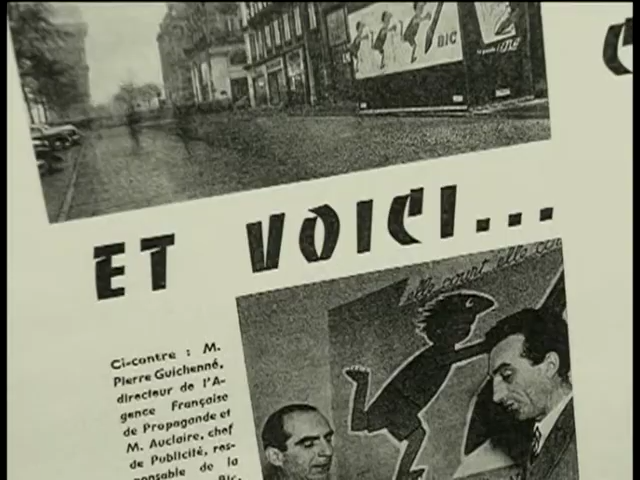 BIC
C
ET VOICI...
elle court elle
Ci-contre : M.
Pierre Guichenné,
directeur de l'A-
gence Française
de Propagande et
M. Auclaire, chef
de Publicité, res-
ponsable de la
Bic,